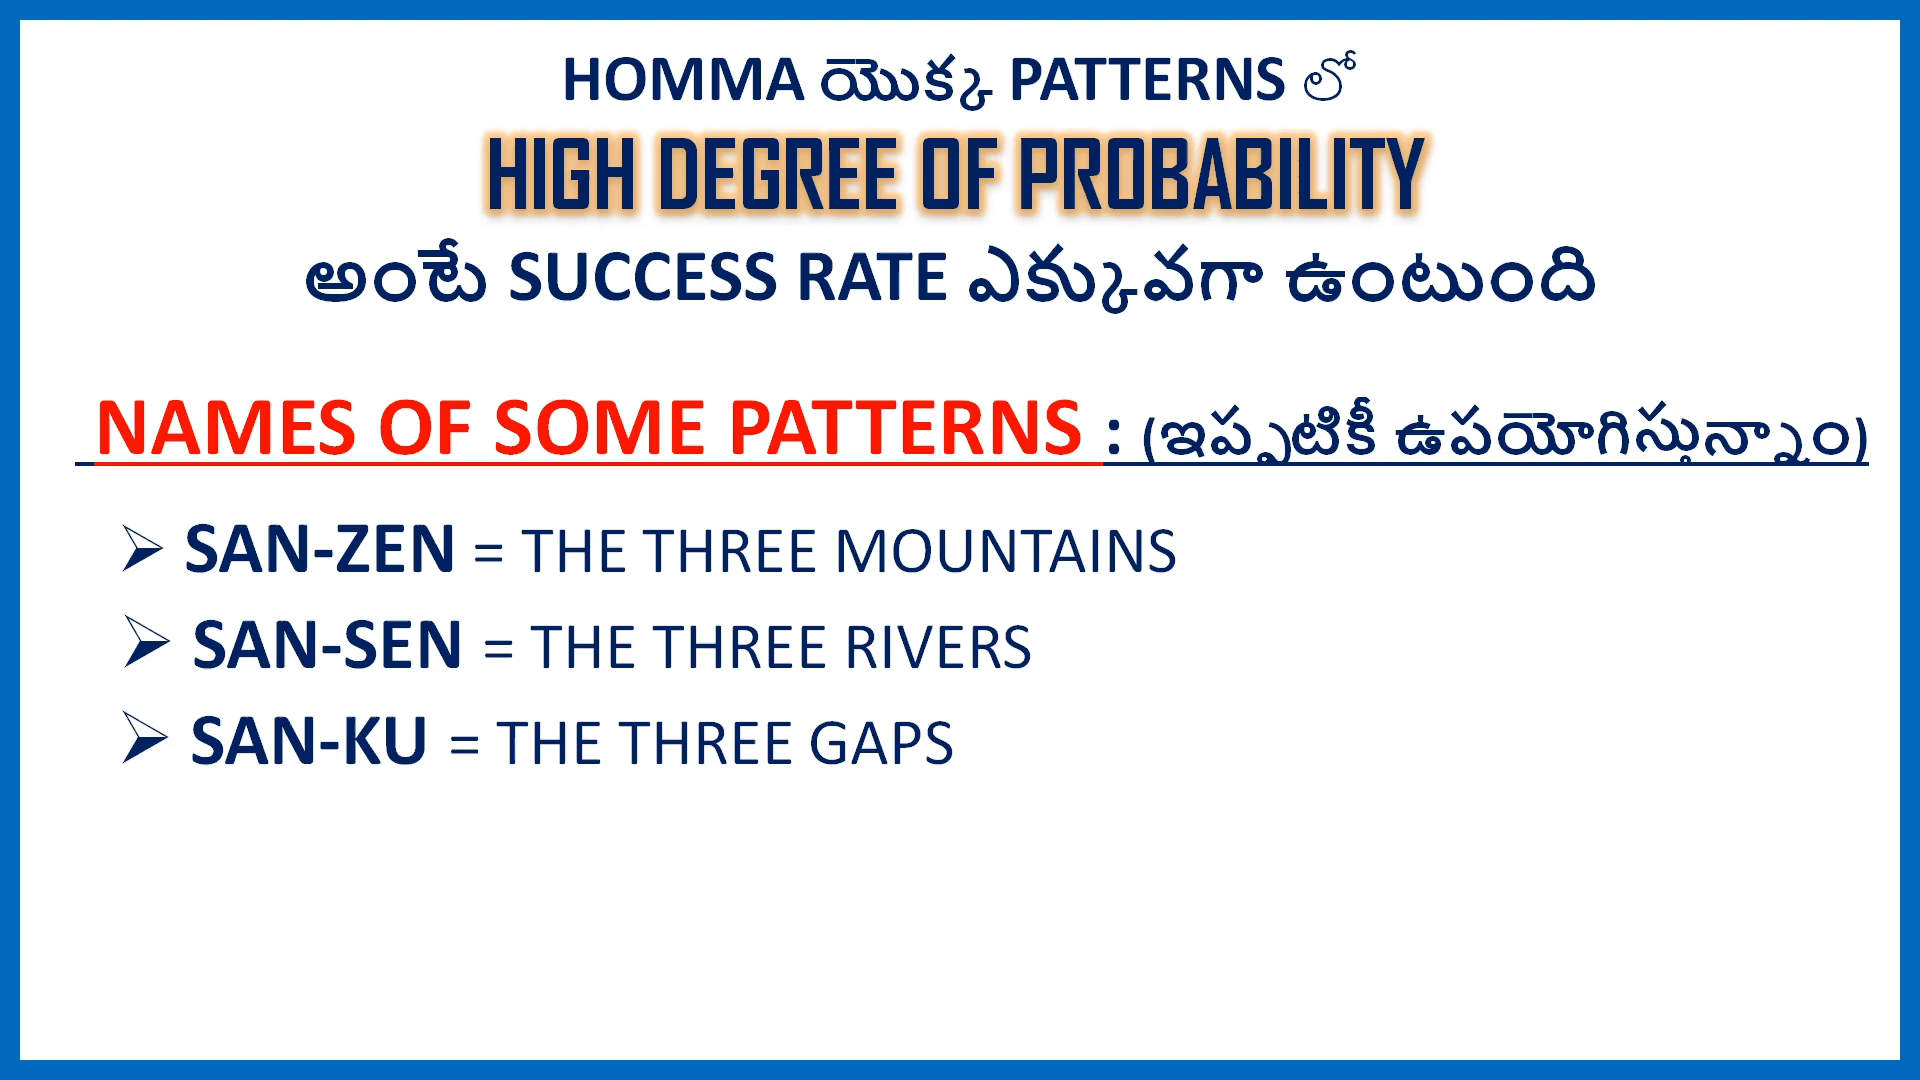 HOMMA యొక్క PATTERNS లో
HIGH DEGREE OF PROBABILITY
అంటే SUCCESS RATE ఎక్కువగా ఉంటుంది
NAMES OF SOME PATTERNS : (ఇప్పటికీ ఉపయోగిస్తున్నాం)
➢ SAN-ZEN = THE THREE MOUNTAINS
➢ SAN-SEN = THE THREE RIVERS
➢ SAN-KU = THE THREE GAPS